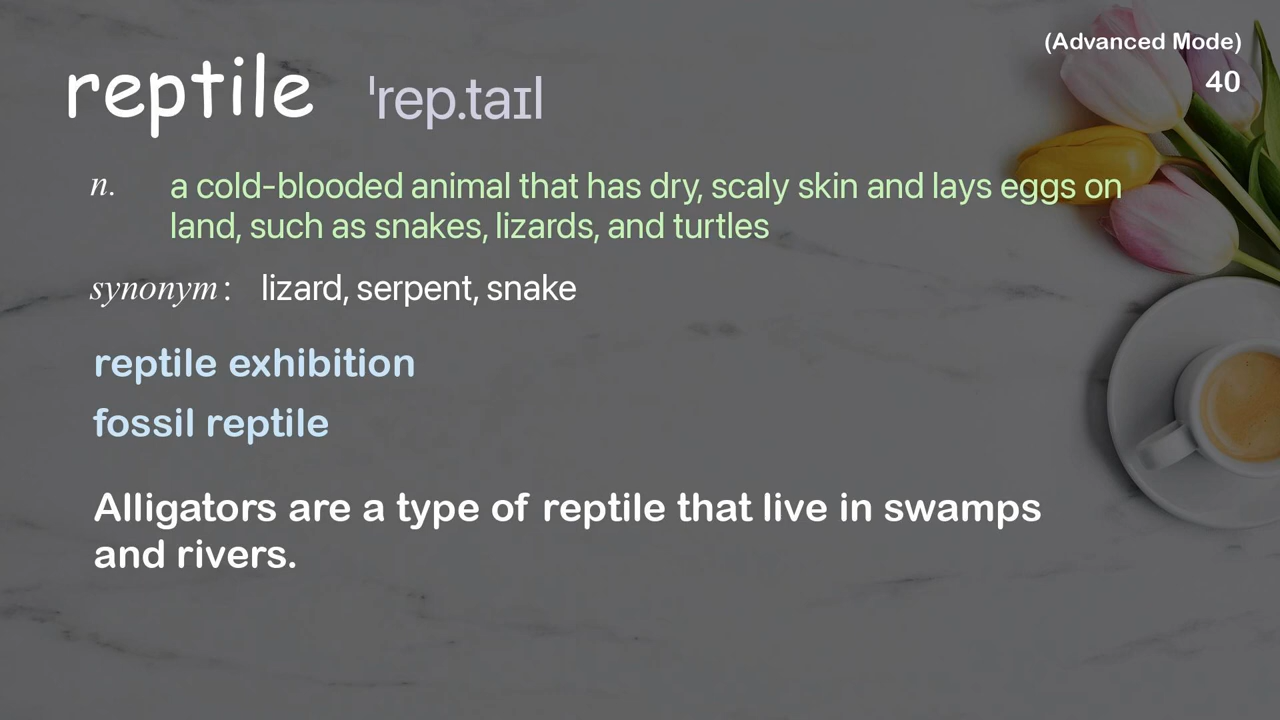 (Advanced Mode)
reptile ˈrep.taɪl
40
n. a cold-blooded animal that has dry, scaly skin and lays eggs on
land, such as snakes, lizards, and turtles
synonym : lizard, serpent, snake
reptile exhibition
fossil reptile
Alligators are a type of reptile that live in swamps
and rivers.